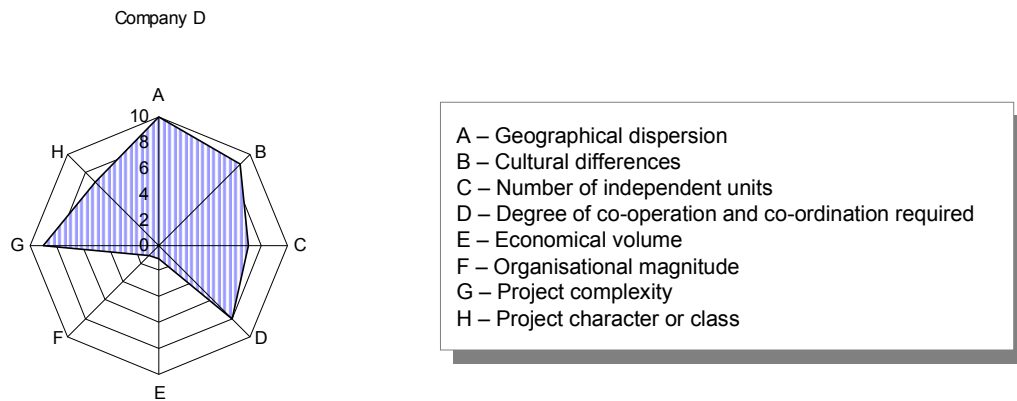 Company D
A
10
8
6
4
2
0
B
C
D
E
F
G
H
A – Geographical dispersion
B – Cultural differences
C – Number of independent units
D – Degree of co-operation and co-ordination required
E – Economical volume
F – Organisational magnitude
G – Project complexity
H – Project character or class